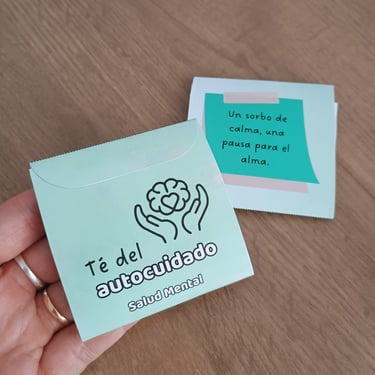 Té del
autocuidado
Salud Mental
Un sorbo de
calma, una
pausa para el
alma.